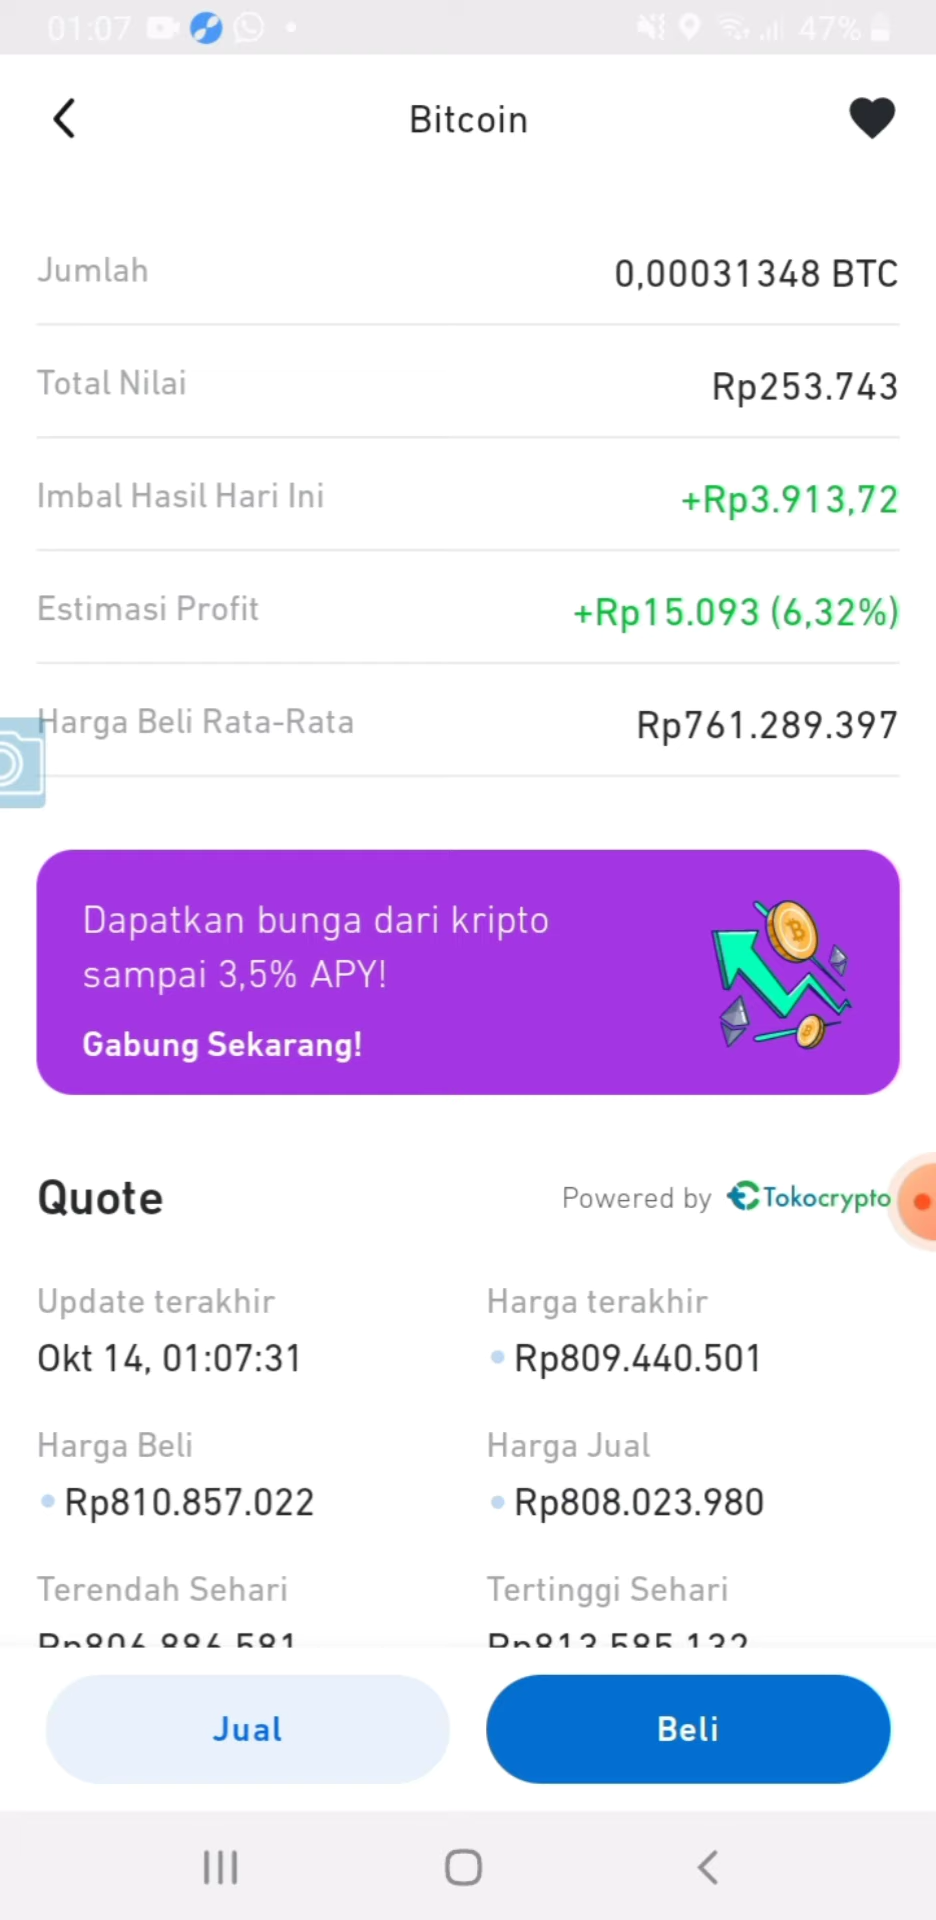 01:07
47%
Bitcoin
Jumlah
0,00031348 BTC
Total Nilai
Rp253.743
Imbal Hasil Hari Ini
+Rp3.913,72
Estimasi Profit
+Rp15.093 (6,32%)
Harga Beli Rata-Rata
Rp761.289.397
Dapatkan bunga dari kripto
sampai 3,5% APY!
Gabung Sekarang!
Quote
Powered by Tokocrypto
Update terakhir
Harga terakhir
Okt 14, 01:07:31
Rp809.440.501
Harga Beli
Harga Jual
Rp810.857.022
Rp808.023.980
Terendah Sehari
Tertinggi Sehari
Jual
Beli